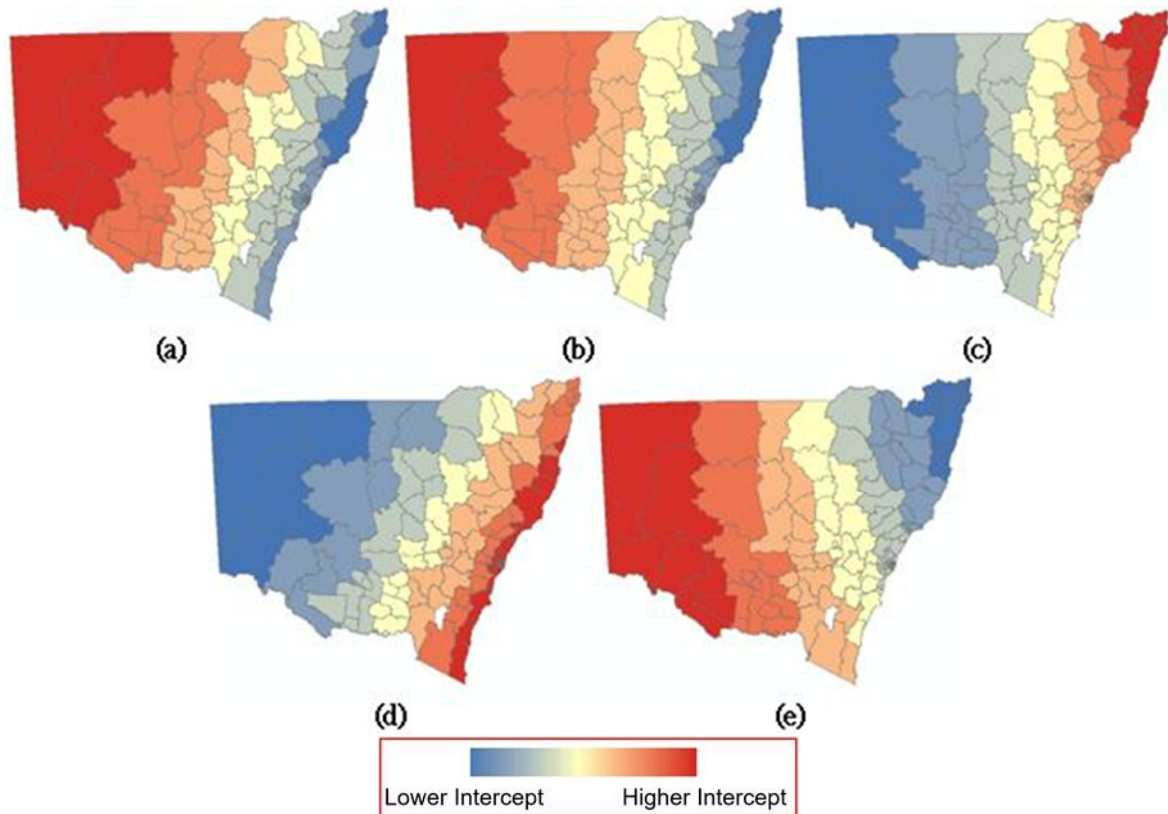 (a)
(b)
(c)
(d)
(e)
Lower Intercept
Higher Intercept